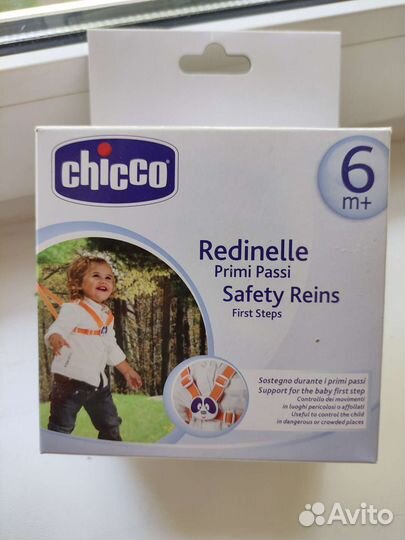 chicco
6
m+
Redinelle
Primi Passi
Safety Reins
First Steps
Sostegno durante i primi passi
Support for the baby first step
Controllo dei movimenti
in luoghi pericolosi o affollati
Useful to control the child
in dangerous or crowded places
Avito